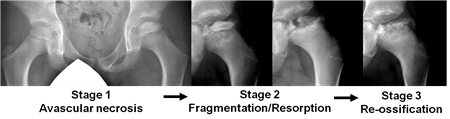 Stage 1
Avascular necrosis
Stage 2
Fragmentation/Resorption
Stage 3
Re-ossification